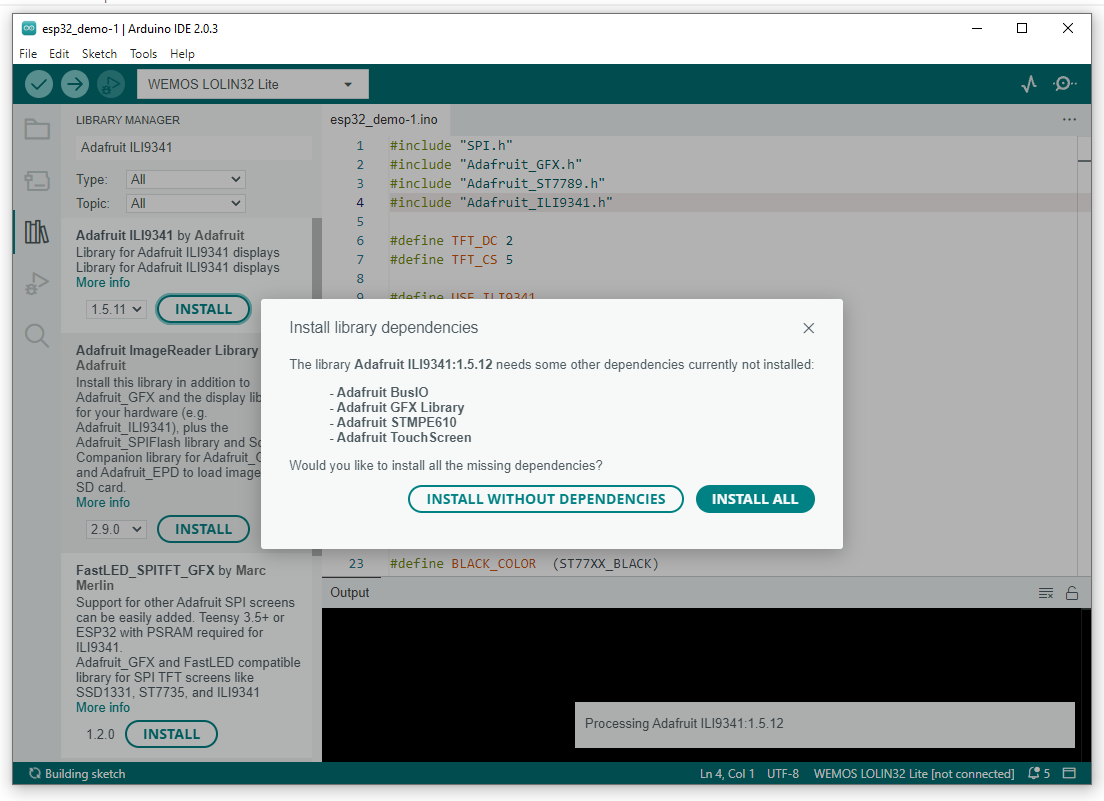 esp32_demo-1 | Arduino IDE 2.0.3
File Edit Sketch Tools Help
WEMOS LOLIN32 Lite
LIBRARY MANAGER
Adafruit ILI9341
Type: All
Topic: All
Adafruit ILI9341 by Adafruit
Library for Adafruit ILI9341 displays
Library for Adafruit ILI9341 displays
More info
1.5.11 INSTALL
Adafruit ImageReader Library
Adafruit
Install this library in addition to
Adafruit_GFX and the display lib
for your hardware (e.g.
Adafruit_ILI9341), plus the
Adafruit_SPIFlash library and Sc
Companion library for Adafruit_G
and Adafruit_EPD to load image
SD card.
More info
2.9.0 INSTALL
FastLED_SPITFT_GFX by Marc
Merlin
Support for other Adafruit SPI screens
can be easily added. Teensy 3.5+ or
ESP32 with PSRAM required for
ILI9341.
Adafruit_GFX and FastLED compatible
library for SPI TFT screens like
SSD1331, ST7735, and ILI9341
More info
1.2.0 INSTALL
esp32_demo-1.ino
1 #include "SPI.h"
2 #include "Adafruit_GFX.h"
3 #include "Adafruit_ST7789.h"
4 #include "Adafruit_ILI9341.h"
5
6 #define TFT_DC 2
7 #define TFT_CS 5
8
9 #define USE_ILI9341
Install library dependencies
The library Adafruit ILI9341:1.5.12 needs some other dependencies currently not installed:
- Adafruit BusIO
- Adafruit GFX Library
- Adafruit STMPE610
- Adafruit TouchScreen
Would you like to install all the missing dependencies?
INSTALL WITHOUT DEPENDENCIES INSTALL ALL
23 #define BLACK_COLOR (ST77XX_BLACK)
Output
Processing Adafruit ILI9341:1.5.12
Building sketch
Ln 4, Col 1 UTF-8 WEMOS LOLIN32 Lite [not connected] 5